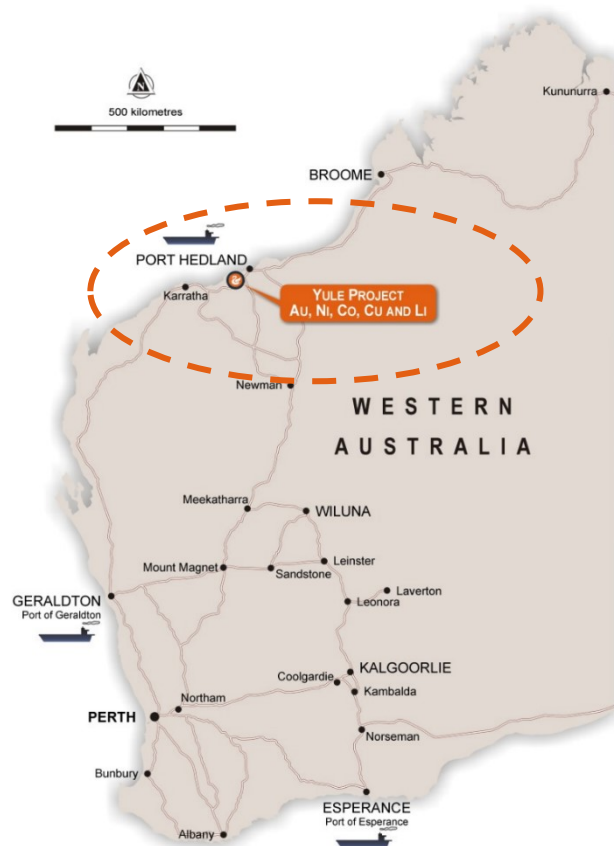 N
500 kilometres
Kununurra
BROOME
PORT HEDLAND
Karratha
YULE PROJECT
AU, NI, CO, CU AND LI
Newman
WESTERN
AUSTRALIA
Meekatharra
WILUNA
Mount Magnet
Sandstone
Leinster
Laverton
Leonora
GERALDTON
Port of Geraldton
KALGOORLIE
Coolgardie
Kambalda
Northam
PERTH
Norseman
Bunbury
ESPERANCE
Port of Esperance
Albany